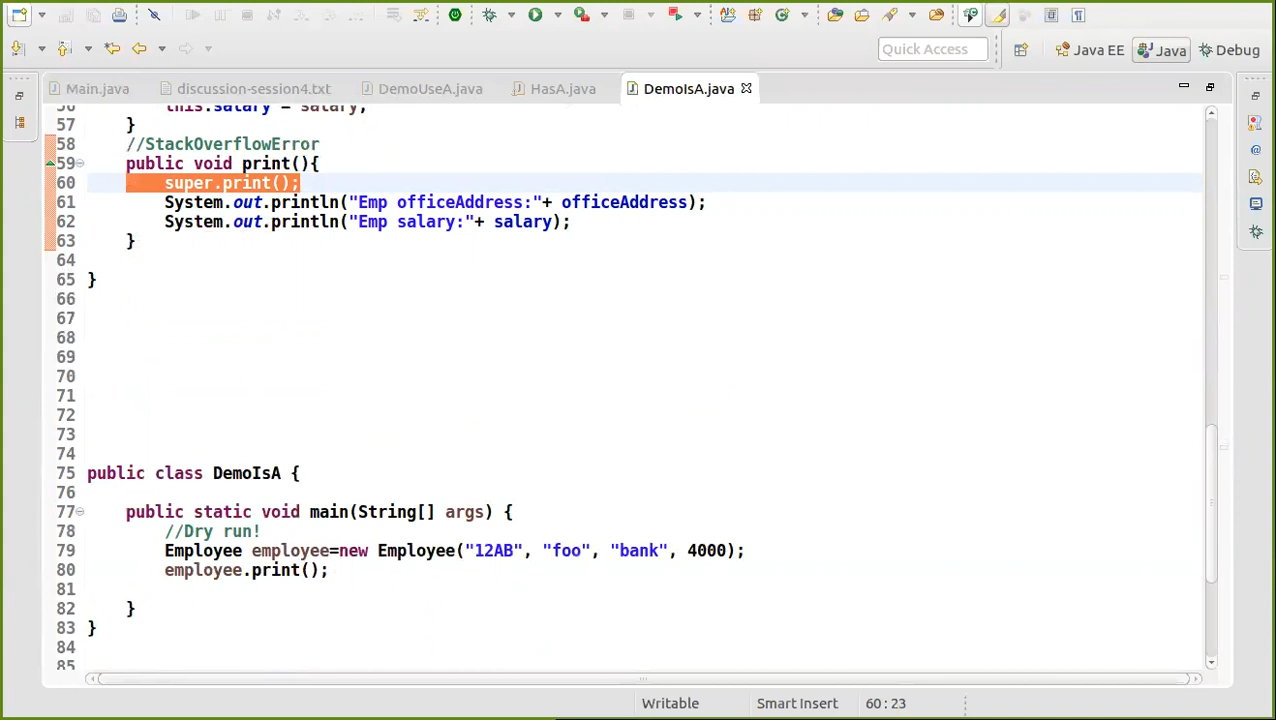 Quick Access
Java EE
Java
Debug
Main.java
discussion-session4.txt
DemoUseA.java
HasA.java
DemoIsA.java
56 this.salary = salary;
57 }
58 //StackOverflowError
59 public void print(){
60 super.print();
61 System.out.println("Emp officeAddress:"+ officeAddress);
62 System.out.println("Emp salary:"+ salary);
63 }
64
65 }
66
67
68
69
70
71
72
73
74
75 public class DemoIsA {
76
77 public static void main(String[] args) {
78 //Dry run!
79 Employee employee=new Employee("12AB", "foo", "bank", 4000);
80 employee.print();
81
82 }
83 }
84
85
Writable
Smart Insert
60:23